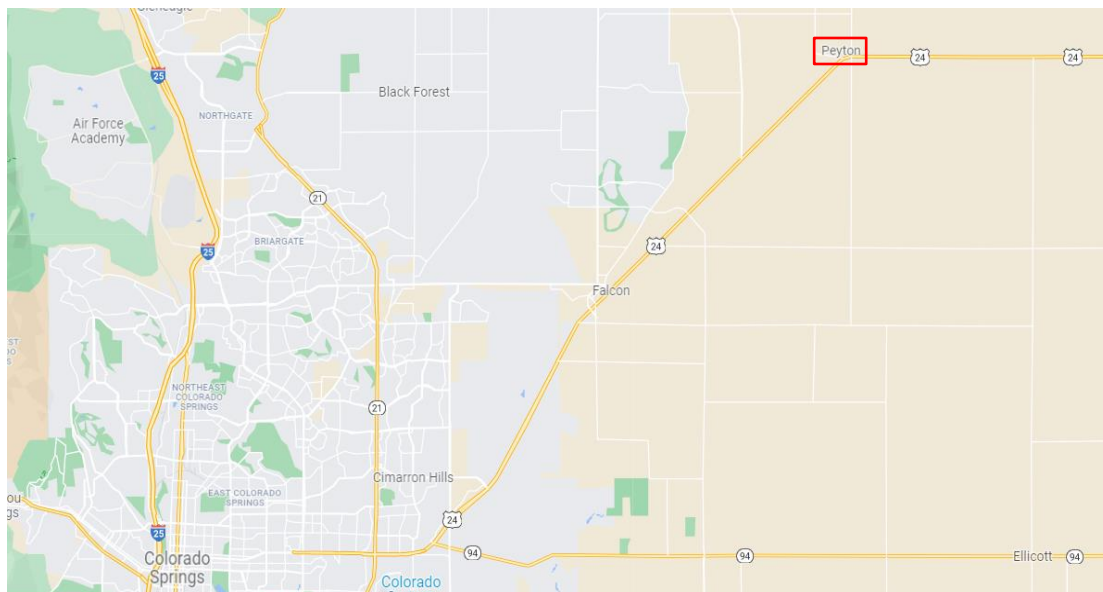 Gleneagle
25
Peyton
24
24
Black Forest
NORTHGATE
Air Force
Academy
21
BRIARGATE
25
24
Falcon
NORTHEAST
COLORADO
SPRINGS
21
Cimarron Hills
EAST COLORADO
SPRINGS
24
25
94
94
Ellicott
94
Colorado
Springs
Colorado